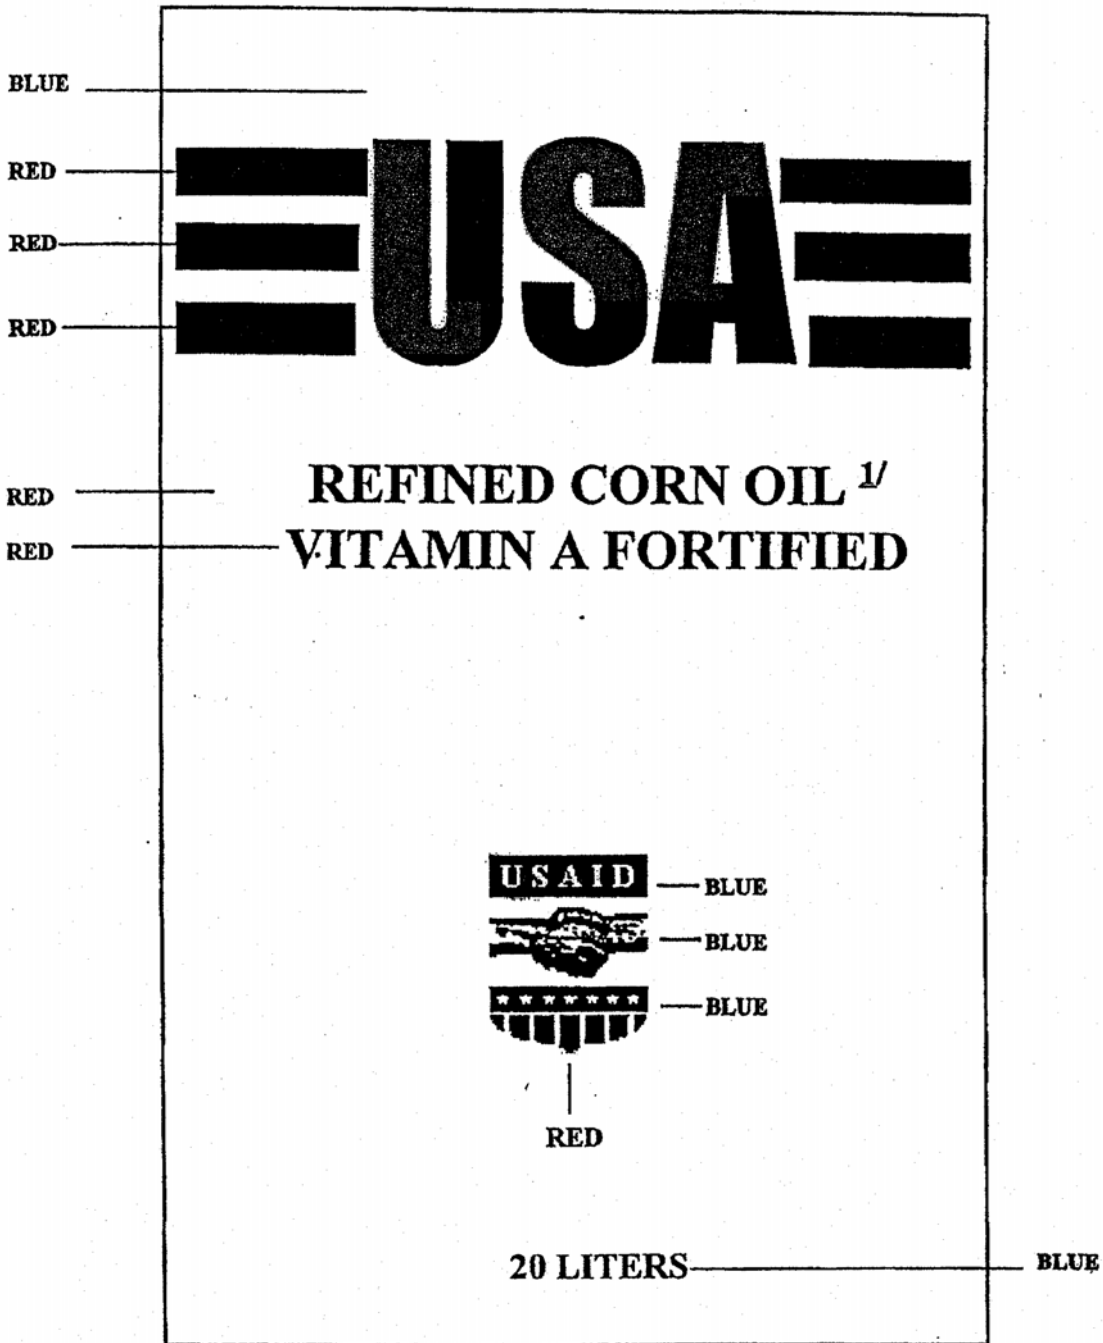 BLUE
RED
USA
RED
RED
RED
REFINED CORN OIL 1/
RED
VITAMIN A FORTIFIED
USAID
BLUE
BLUE
BLUE
RED
20 LITERS
BLUE